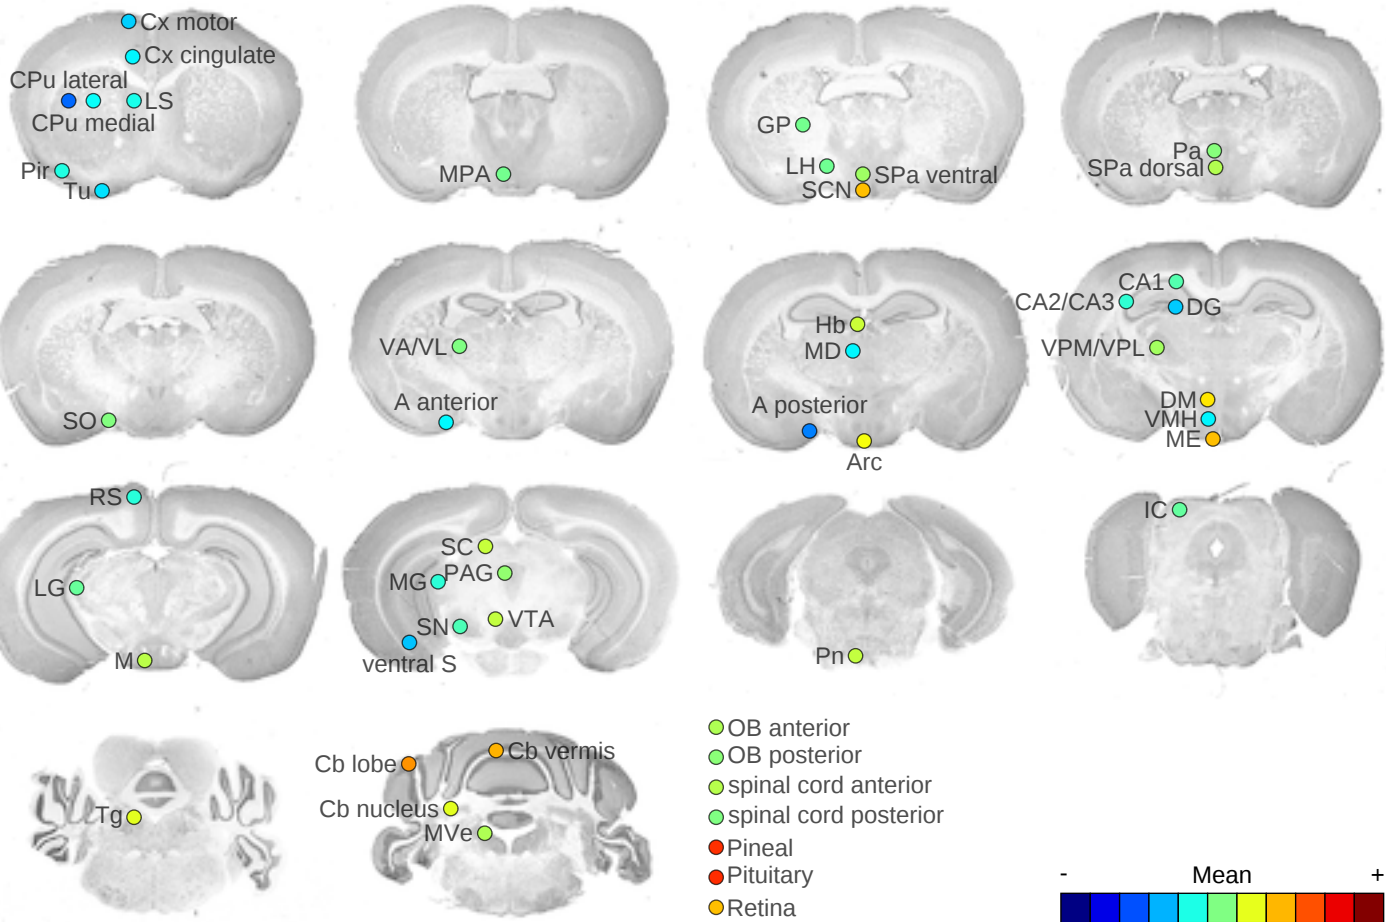 Cx motor
Cx cingulate
CPu lateral
LS
CPu medial
Pir
Tu
MPA
GP
LH
SPa ventral
SCN
Pa
SPa dorsal
SO
VA/VL
A anterior
Hb
MD
A posterior
Arc
CA1
CA2/CA3
DG
VPM/VPL
DM
VMH
ME
RS
LG
M
SC
MG
PAG
SN
VTA
ventral S
Pn
IC
Tg
Cb lobe
Cb vermis
Cb nucleus
MVe
OB anterior
OB posterior
spinal cord anterior
spinal cord posterior
Pineal
Pituitary
Retina
- Mean +